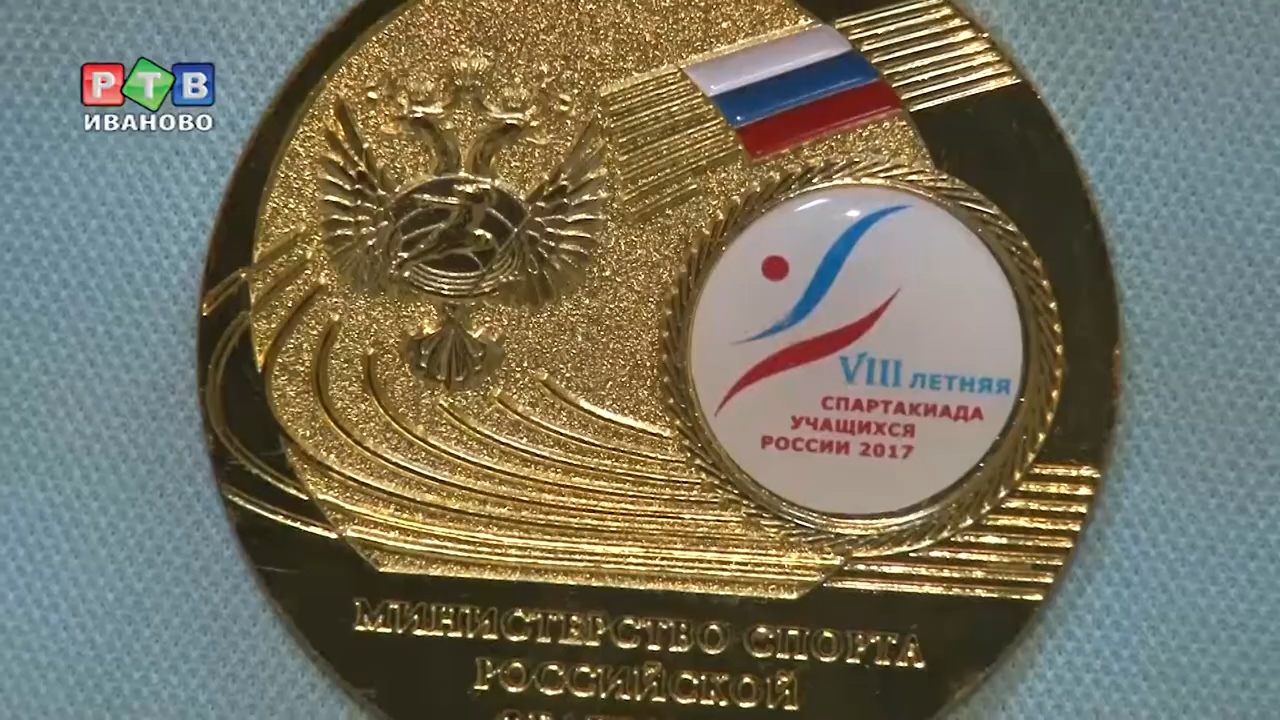 РТВ
ИВАНОВО
VIII ЛЕТНЯЯ
СПАРТАКИАДА
УЧАЩИХСЯ
РОССИИ 2017
МИНИСТЕРСТВО СПОРТА
РОССИЙСКОЙ